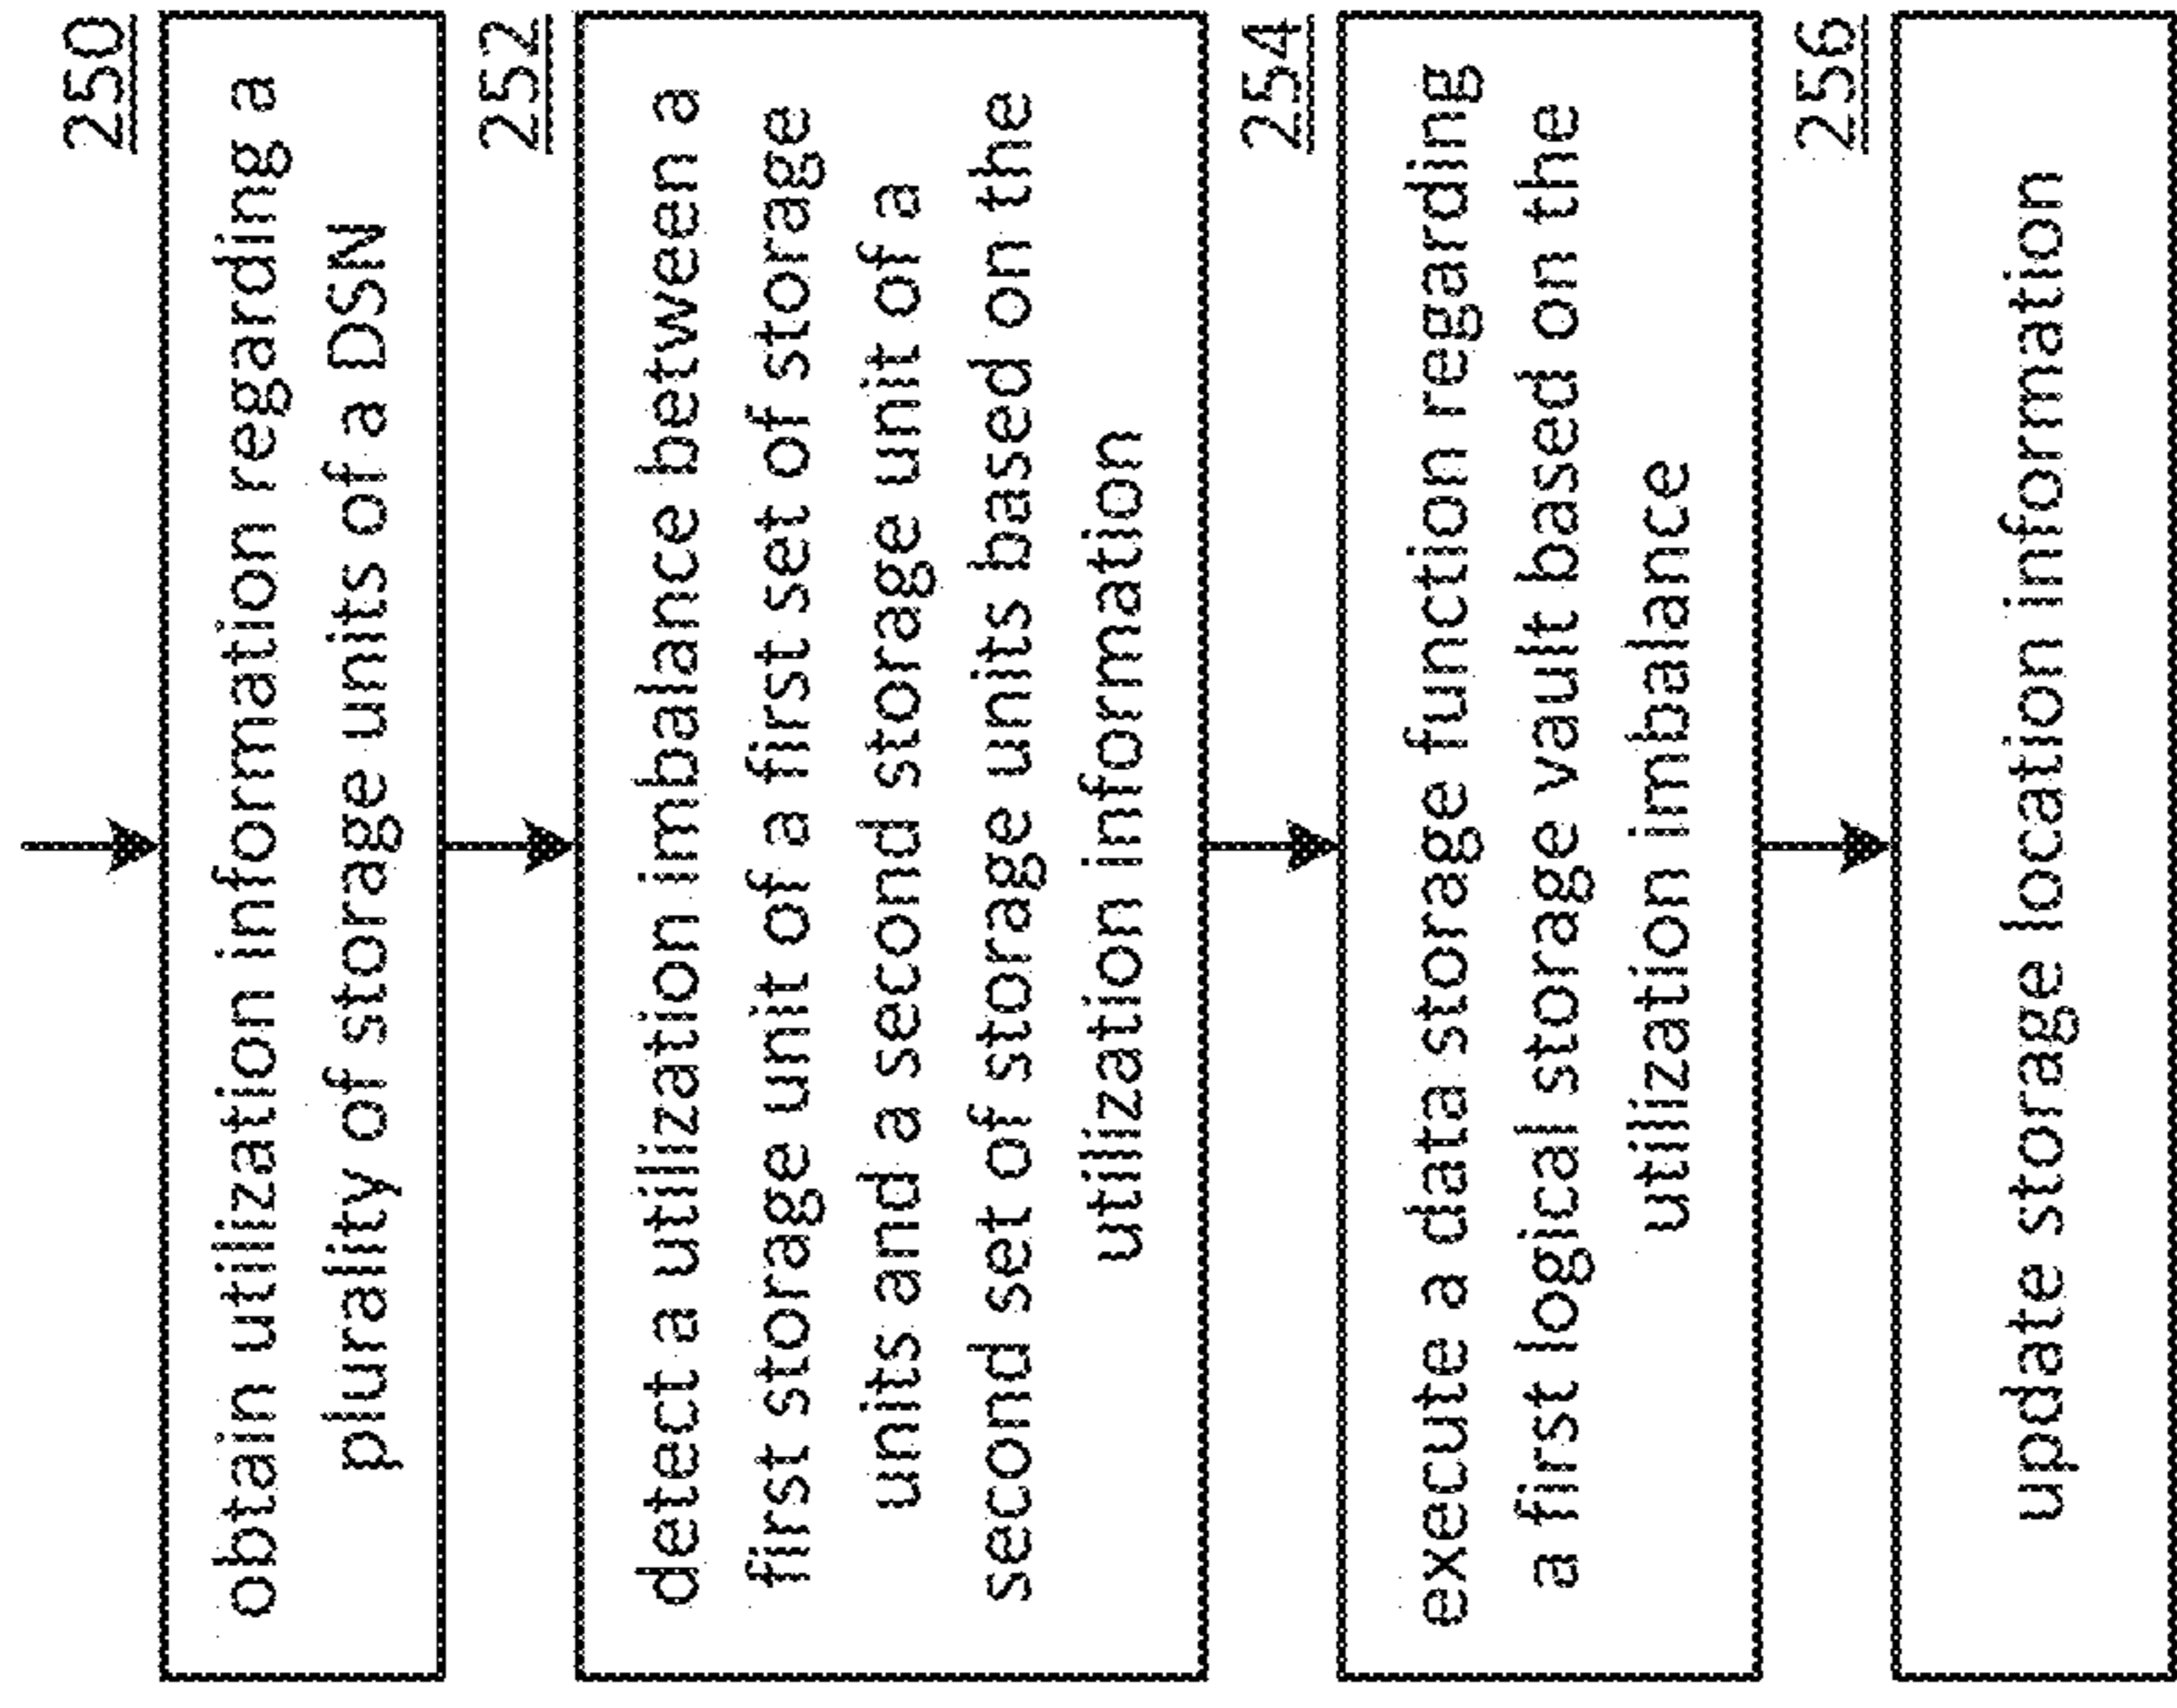 250
obtain utilization information regarding a
plurality of storage units of a DSN
252
detect a utilization imbalance between a
first storage unit of a first set of storage
units and a second storage unit of a
second set of storage units based on the
utilization information
254
execute a data storage function regarding
a first logical storage vault based on the
utilization imbalance
256
update storage location information